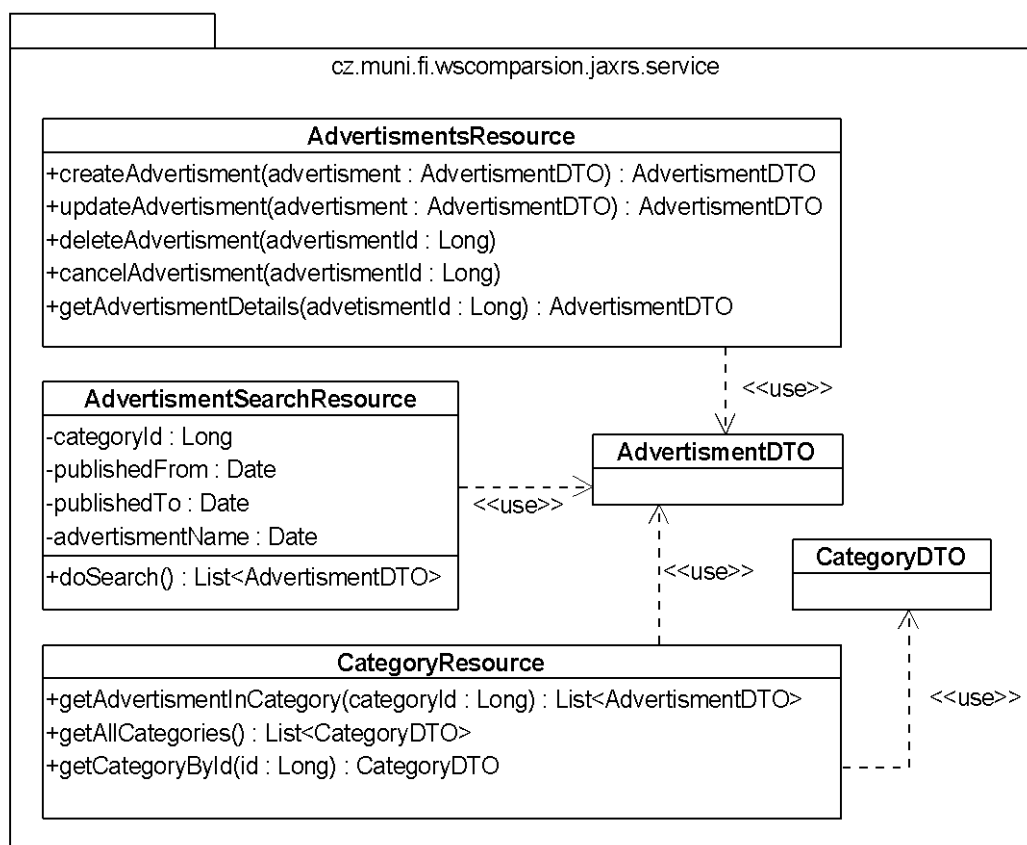 cz.muni.fi.wscomparsion.jaxrs.service
AdvertismentsResource
+createAdvertisment(advertisment : AdvertismentDTO) : AdvertismentDTO
+updateAdvertisment(advertisment : AdvertismentDTO) : AdvertismentDTO
+deleteAdvertisment(advertismentId : Long)
+cancelAdvertisment(advertismentId : Long)
+getAdvertismentDetails(advetismentId : Long) : AdvertismentDTO
<<use>>
AdvertismentSearchResource
-categoryId : Long
-publishedFrom : Date
-publishedTo : Date
-advertismentName : Date
+doSearch() : List<AdvertismentDTO>
<<use>>
AdvertismentDTO
<<use>>
CategoryDTO
CategoryResource
+getAdvertismentInCategory(categoryId : Long) : List<AdvertismentDTO>
+getAllCategories() : List<CategoryDTO>
+getCategoryById(id : Long) : CategoryDTO
<<use>>